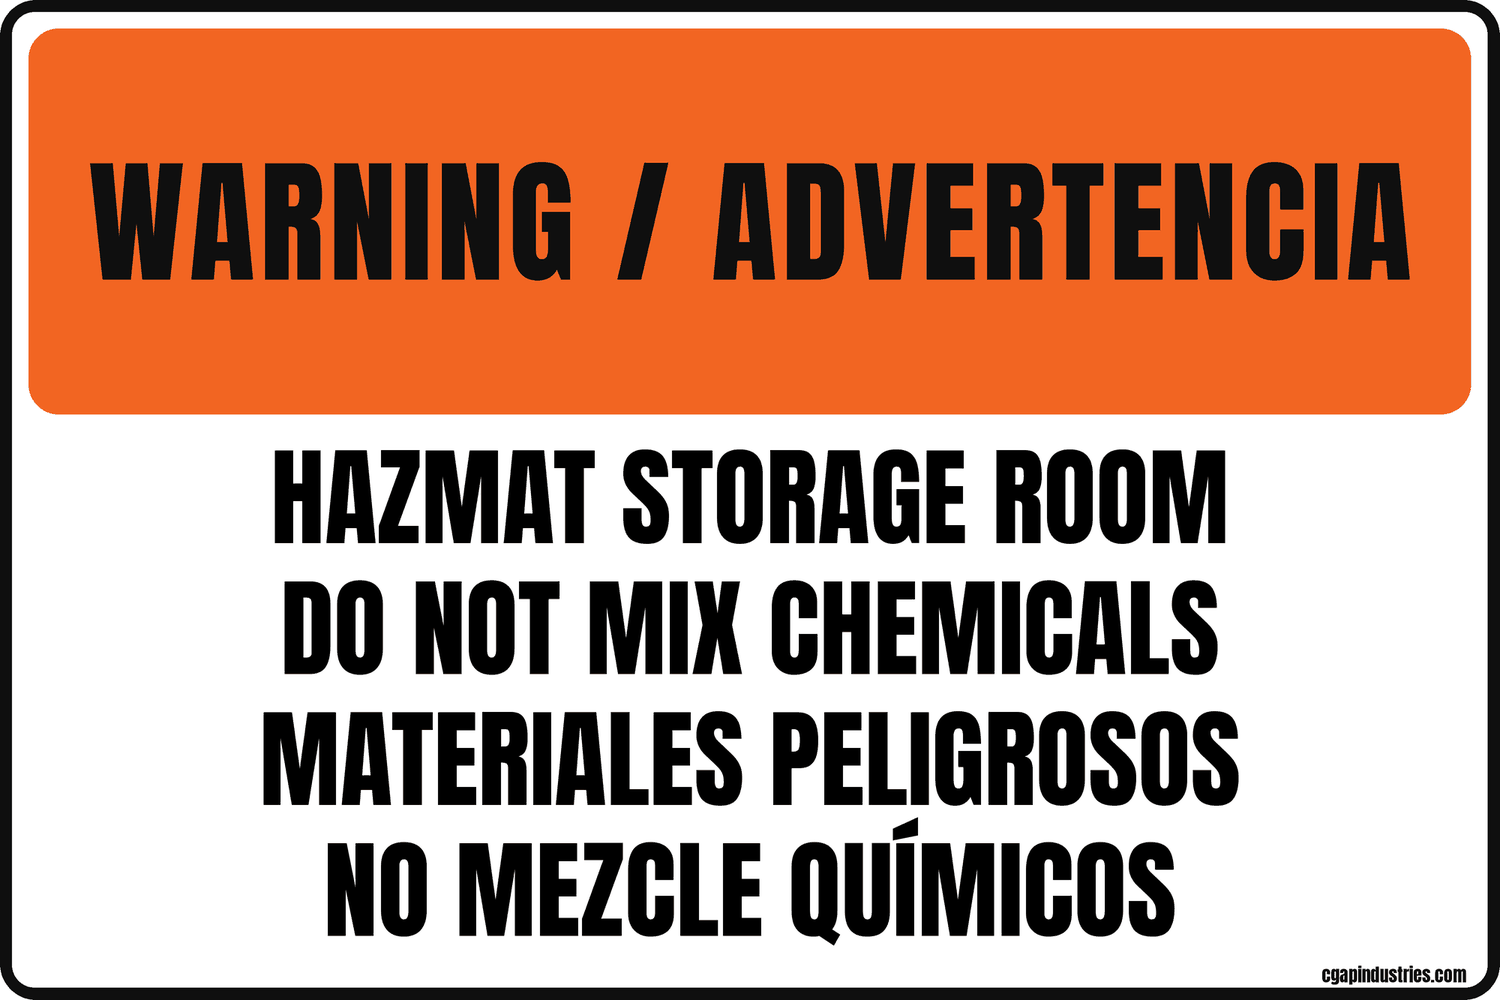 WARNING / ADVERTENCIA
HAZMAT STORAGE ROOM
DO NOT MIX CHEMICALS
MATERIALES PELIGROSOS
NO MEZCLE QUÍMICOS
cgapindustries.com